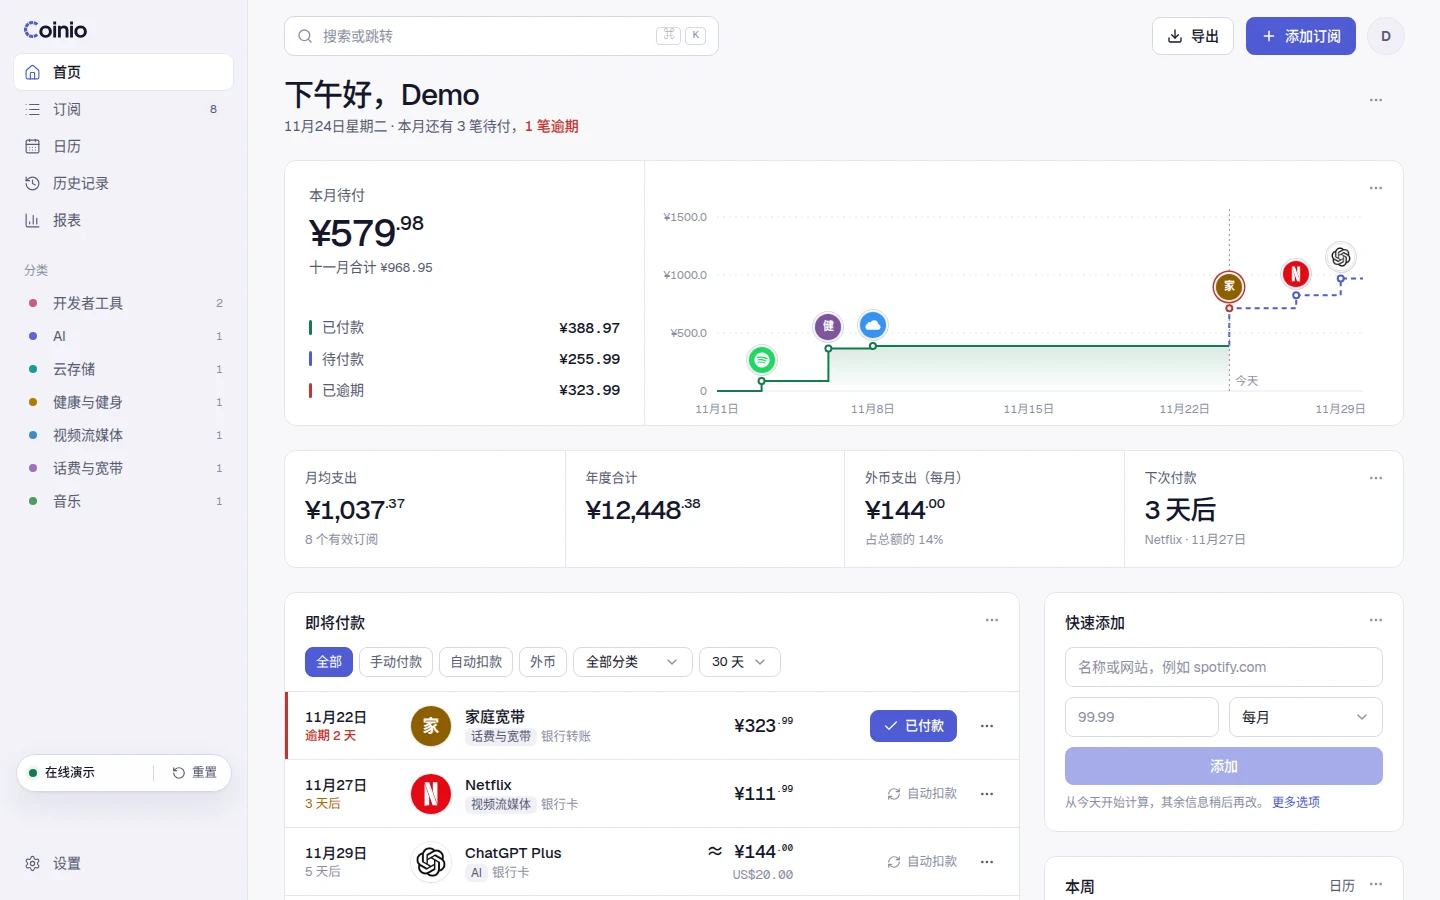 Coinio
首页
订阅 8
日历
历史记录
报表
分类
开发者工具 2
AI 1
云存储 1
健康与健身 1
视频流媒体 1
话费与宽带 1
音乐 1
在线演示 重置
设置
搜索或跳转 ⌘ K
导出
添加订阅
D
下午好，Demo
11月24日星期二 · 本月还有 3 笔待付，1 笔逾期
本月待付
¥579.98
十一月合计 ¥968.95
已付款 ¥388.97
待付款 ¥255.99
已逾期 ¥323.99
¥1500.0
¥1000.0
¥500.0
0
健
家
今天
11月1日 11月8日 11月15日 11月22日 11月29日
月均支出
¥1,037.37
8 个有效订阅
年度合计
¥12,448.38
外币支出（每月）
¥144.00
占总额的 14%
下次付款
3 天后
Netflix · 11月27日
即将付款
全部 手动付款 自动扣款 外币 全部分类 30 天
11月22日 家 家庭宽带 ¥323.99 已付款
逾期 2 天 话费与宽带 银行转账
11月27日 Netflix ¥111.99 自动扣款
3 天后 视频流媒体 银行卡
11月29日 ChatGPT Plus ≈ ¥144.00 自动扣款
5 天后 AI 银行卡 US$20.00
快速添加
名称或网站，例如 spotify.com
99.99 每月
添加
从今天开始计算，其余信息稍后再改。 更多选项
本周 日历